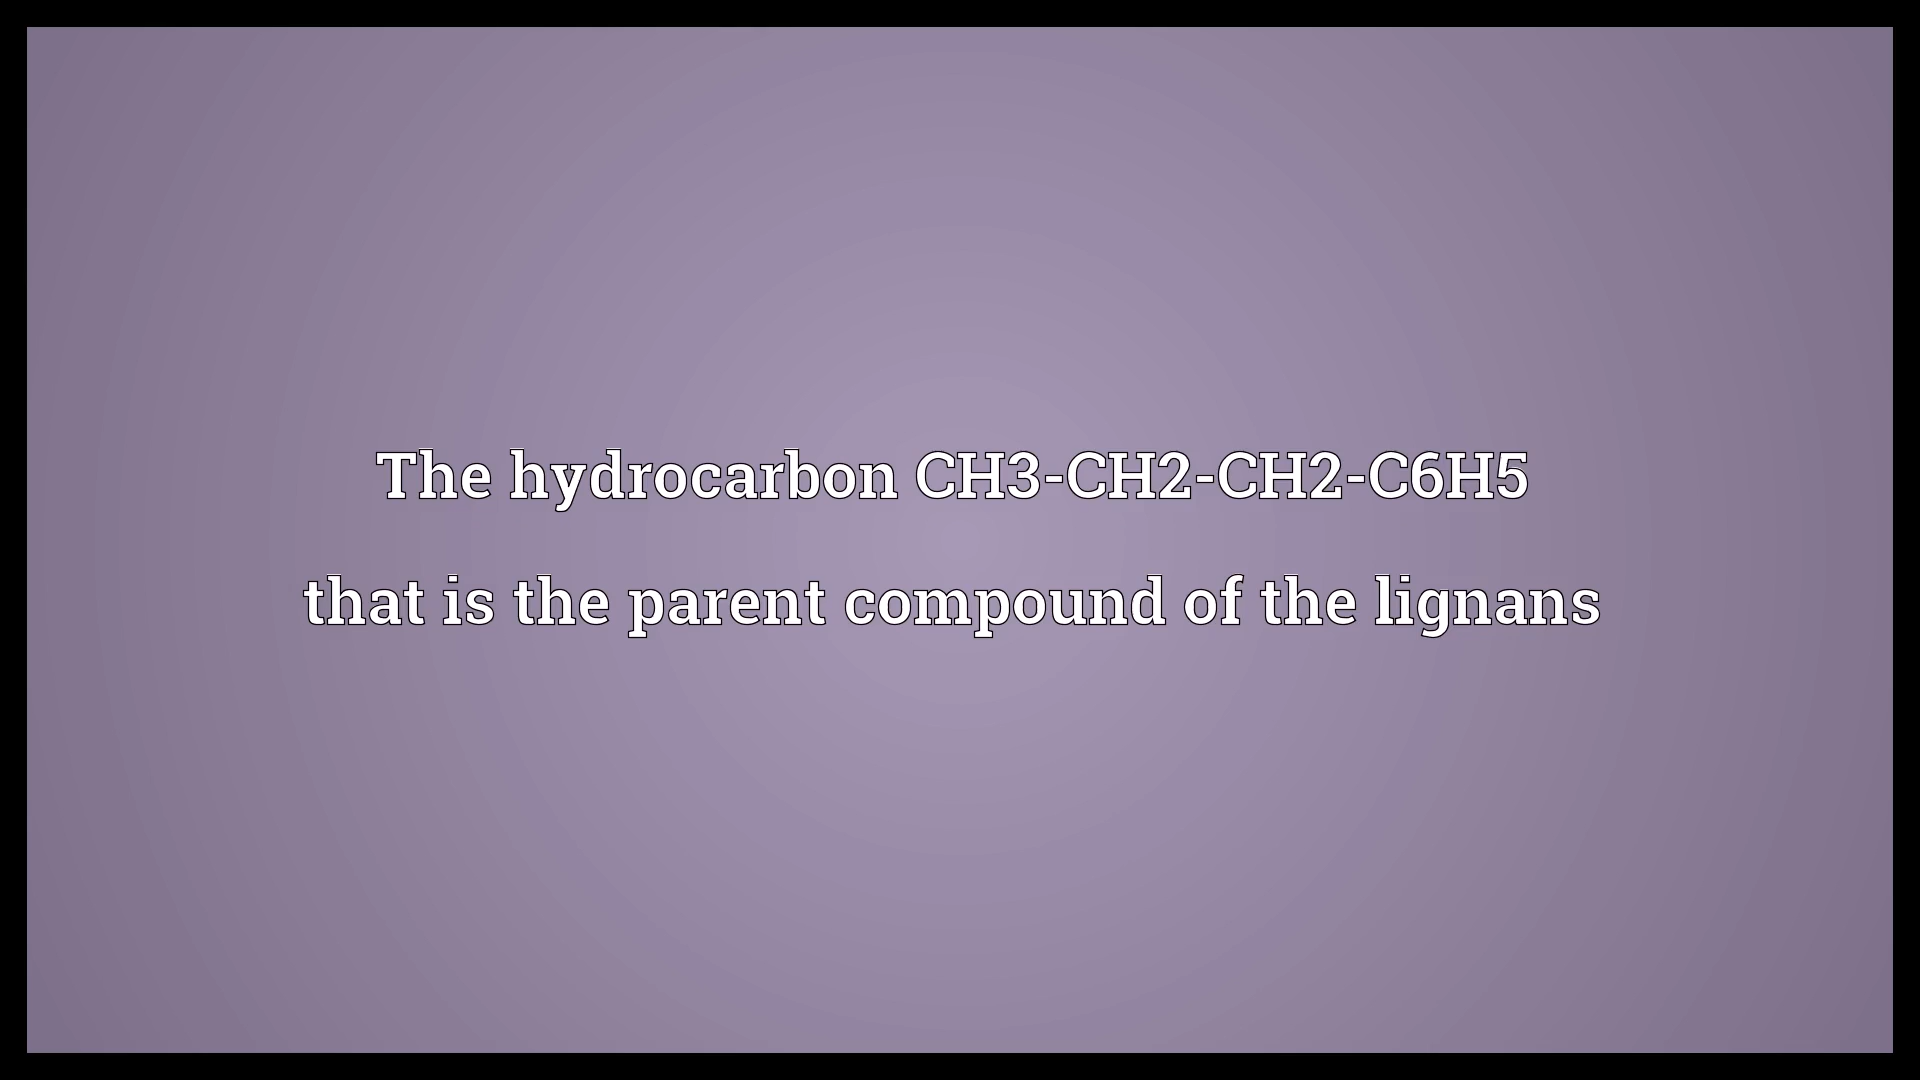 The hydrocarbon CH3-CH2-CH2-C6H5
that is the parent compound of the lignans